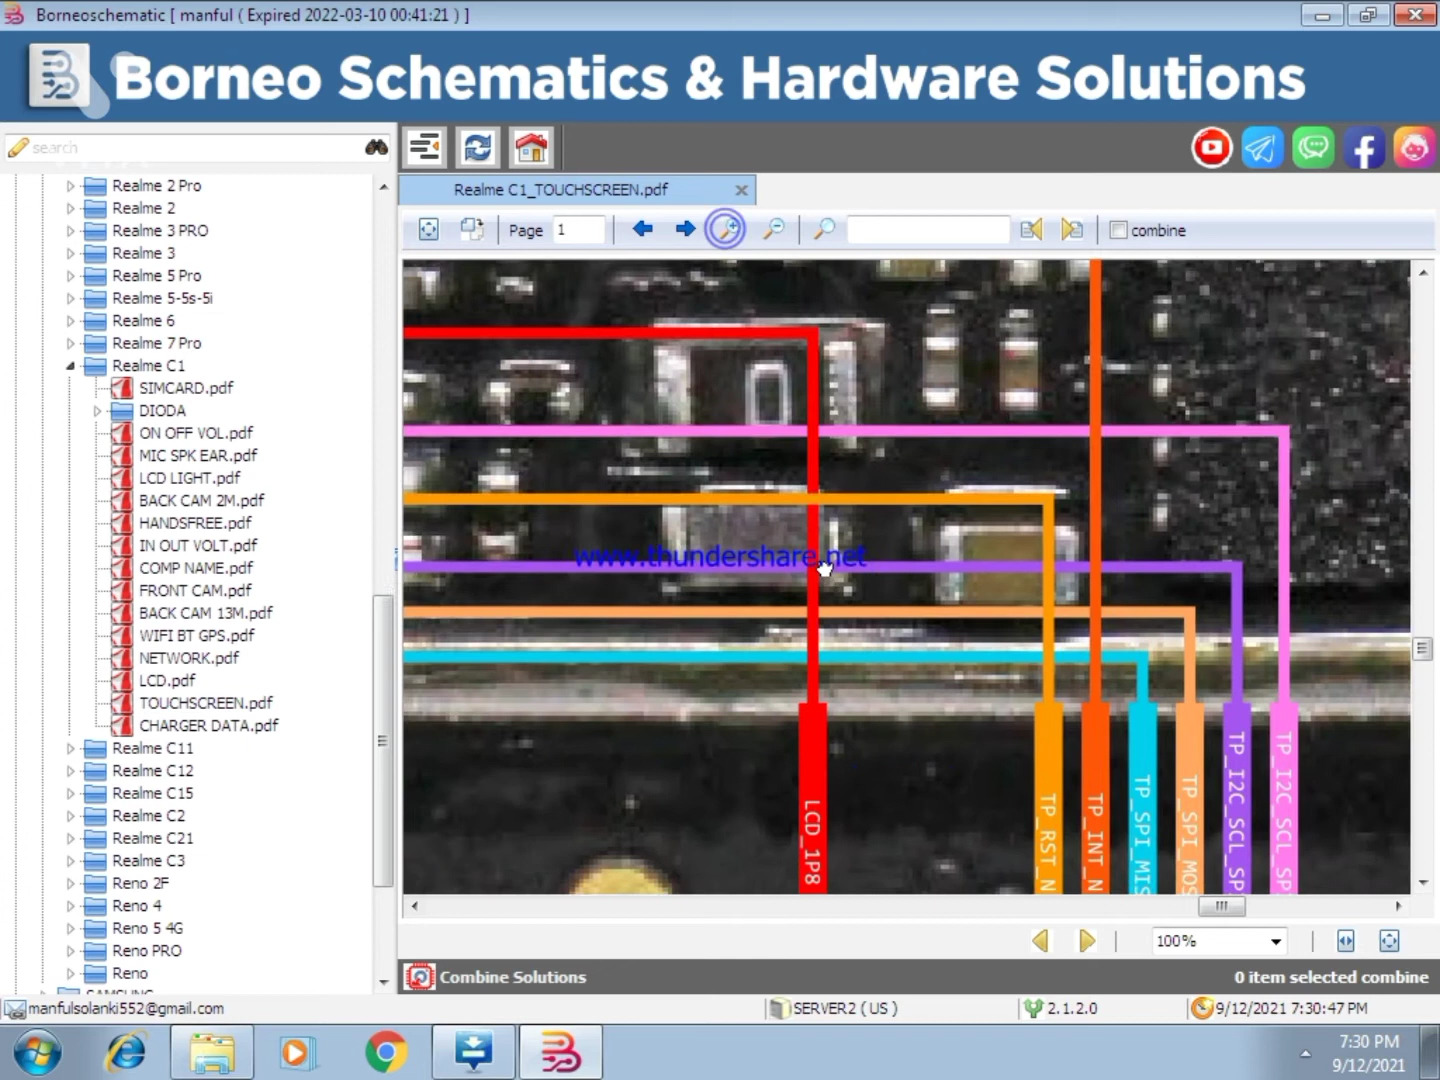 Borneoschematic [ manful ( Expired 2022-03-10 00:41:21 ) ]
Borneo Schematics & Hardware Solutions
search
Realme 2 Pro
Realme 2
Realme 3 PRO
Realme 3
Realme 5 Pro
Realme 5-5s-5i
Realme 6
Realme 7 Pro
Realme C1
SIMCARD.pdf
DIODA
ON OFF VOL.pdf
MIC SPK EAR.pdf
LCD LIGHT.pdf
BACK CAM 2M.pdf
HANDSFREE.pdf
IN OUT VOLT.pdf
COMP NAME.pdf
FRONT CAM.pdf
BACK CAM 13M.pdf
WIFI BT GPS.pdf
NETWORK.pdf
LCD.pdf
TOUCHSCREEN.pdf
CHARGER DATA.pdf
Realme C11
Realme C12
Realme C15
Realme C2
Realme C21
Realme C3
Reno 2F
Reno 4
Reno 5 4G
Reno PRO
Reno
Realme C1_TOUCHSCREEN.pdf
Page 1
combine
www.thundershare.net
LCD_1P8
TP_RST_N
TP_INT_N
TP_SPI_MIS
TP_SPI_MOS
TP_I2C_SCL_SP
TP_I2C_SCL_SP
100%
Combine Solutions
0 item selected combine
manfulsolanki552@gmail.com
SERVER2 ( US )
2.1.2.0
9/12/2021 7:30:47 PM
7:30 PM
9/12/2021